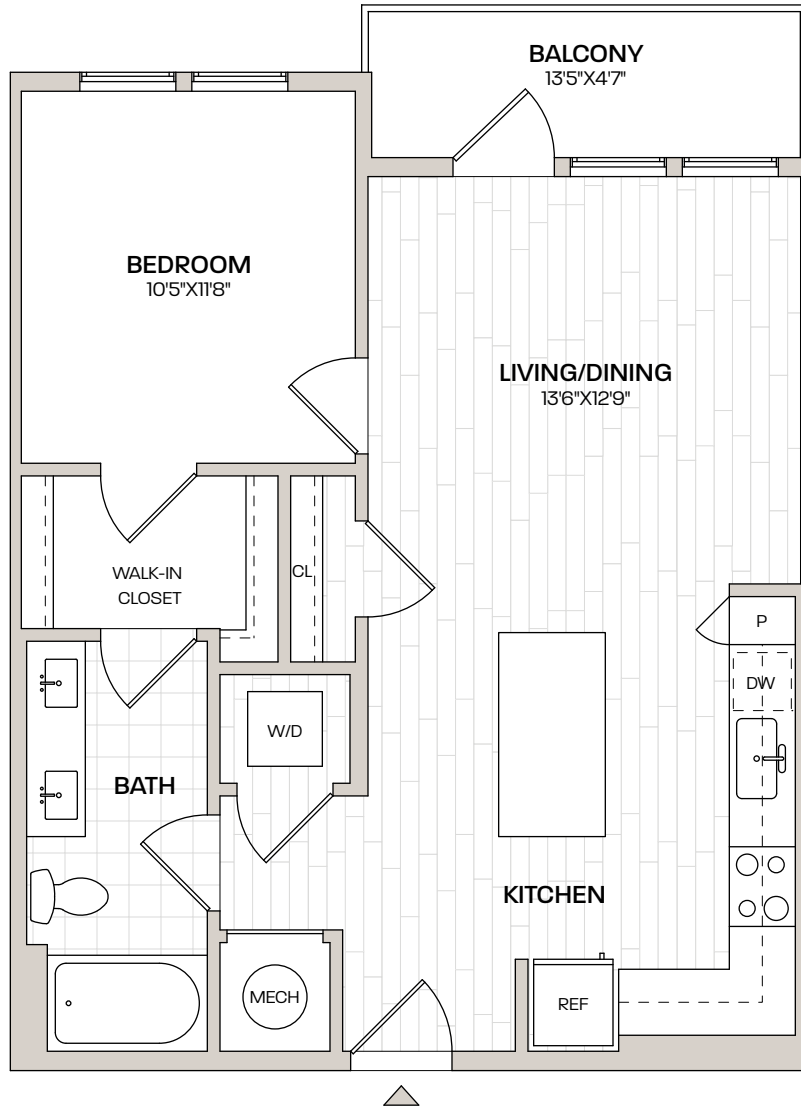 BALCONY
13'5"X4'7"
BEDROOM
10'5"X11'8"
LIVING/DINING
13'6"X12'9"
WALK-IN
CLOSET
CL
P
DW
W/D
BATH
KITCHEN
MECH
REF